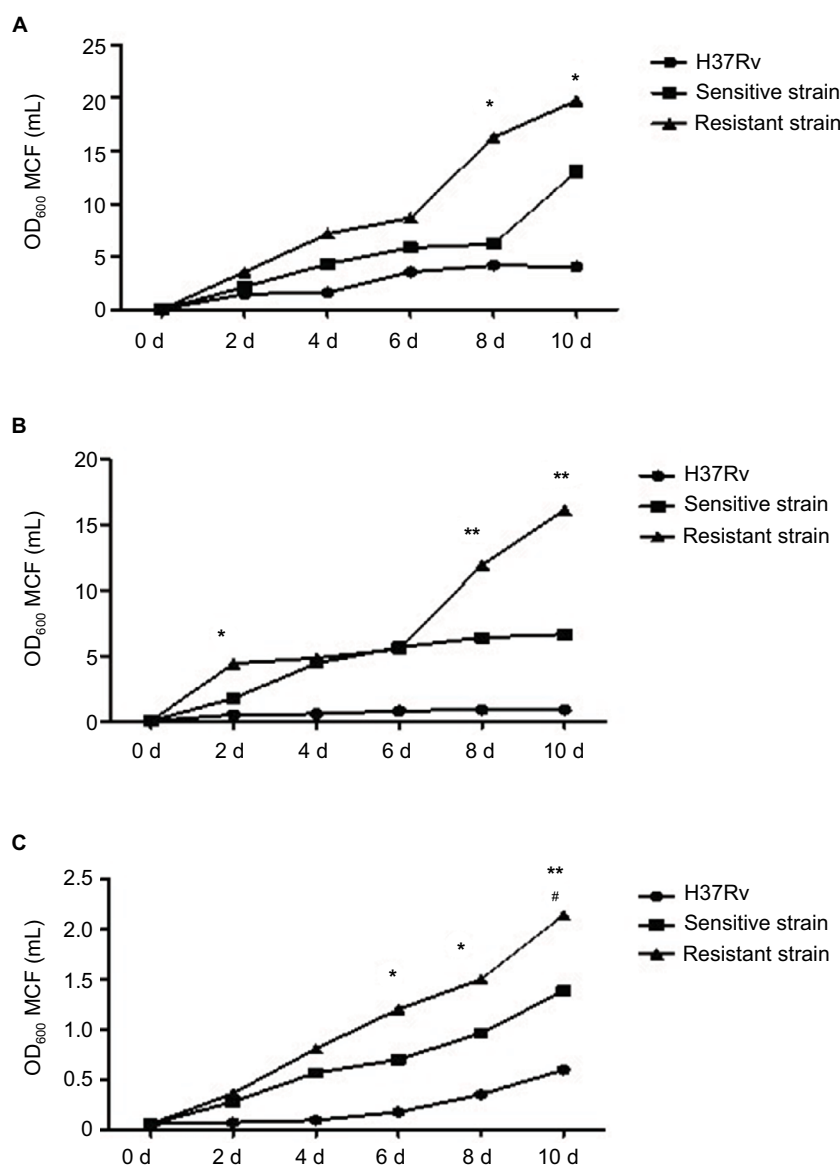 A
25
20
15
10
5
0
OD600 MCF (mL)
0 d 2 d 4 d 6 d 8 d 10 d
* *
H37Rv
Sensitive strain
Resistant strain
B
20
15
10
5
0
OD600 MCF (mL)
0 d 2 d 4 d 6 d 8 d 10 d
* ** **
H37Rv
Sensitive strain
Resistant strain
C
2.5
2.0
1.5
1.0
0.5
0
OD600 MCF (mL)
0 d 2 d 4 d 6 d 8 d 10 d
* * **
#
H37Rv
Sensitive strain
Resistant strain